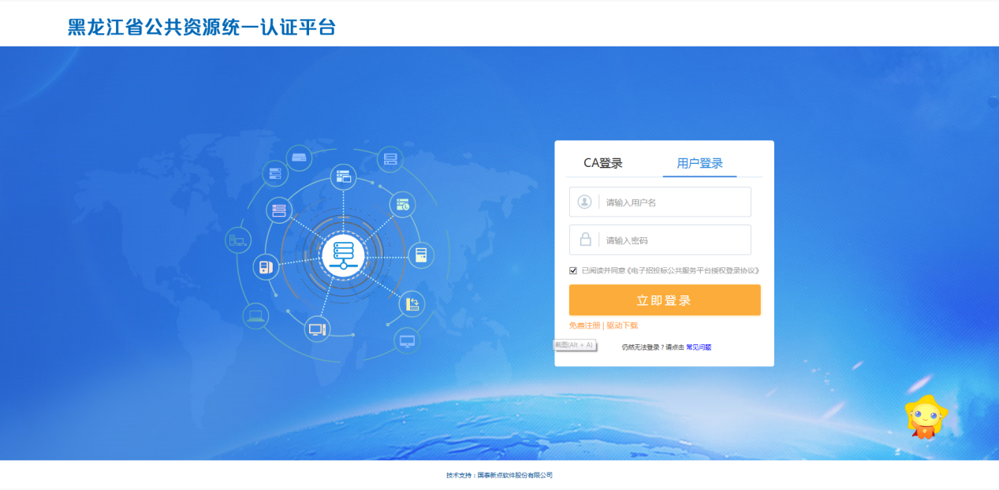 黑龙江省公共资源统一认证平台
CA登录 用户登录
请输入用户名
请输入密码
已阅读并同意《电子招投标公共服务平台授权登录协议》
立即登录
免费注册 | 驱动下载
截图(Alt + A)
仍然无法登录？请点击 常见问题
技术支持：国泰新点软件股份有限公司